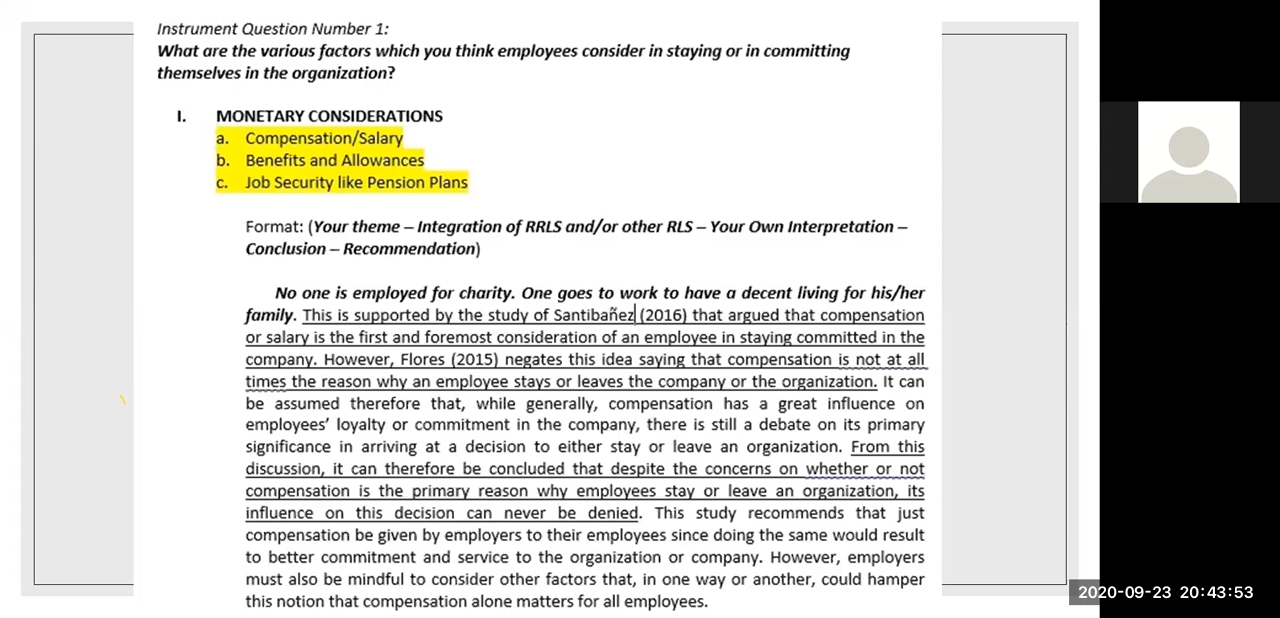 Instrument Question Number 1:
What are the various factors which you think employees consider in staying or in committing
themselves in the organization?
I. MONETARY CONSIDERATIONS
a. Compensation/Salary
b. Benefits and Allowances
c. Job Security like Pension Plans
Format: (Your theme – Integration of RRLS and/or other RLS – Your Own Interpretation –
Conclusion – Recommendation)
No one is employed for charity. One goes to work to have a decent living for his/her
family. This is supported by the study of Santibañez (2016) that argued that compensation
or salary is the first and foremost consideration of an employee in staying committed in the
company. However, Flores (2015) negates this idea saying that compensation is not at all
times the reason why an employee stays or leaves the company or the organization. It can
be assumed therefore that, while generally, compensation has a great influence on
employees’ loyalty or commitment in the company, there is still a debate on its primary
significance in arriving at a decision to either stay or leave an organization. From this
discussion, it can therefore be concluded that despite the concerns on whether or not
compensation is the primary reason why employees stay or leave an organization, its
influence on this decision can never be denied. This study recommends that just
compensation be given by employers to their employees since doing the same would result
to better commitment and service to the organization or company. However, employers
must also be mindful to consider other factors that, in one way or another, could hamper
this notion that compensation alone matters for all employees.
2020-09-23 20:43:53